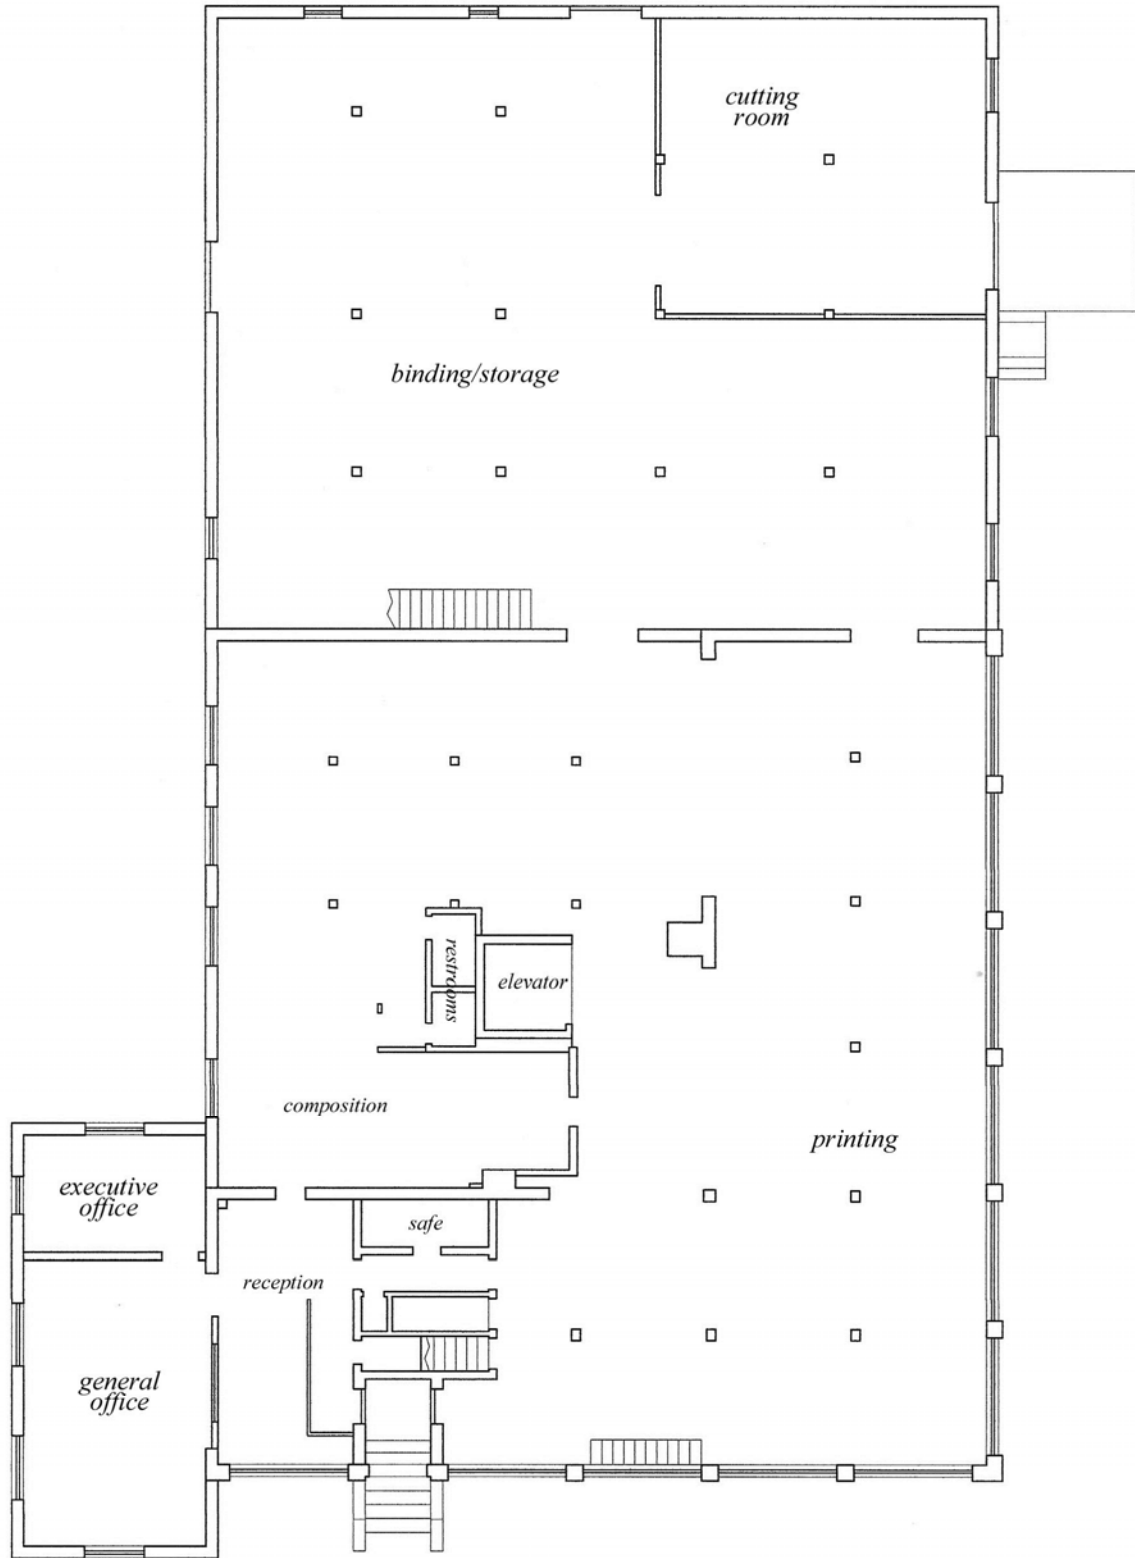 cutting
room
binding/storage
restrooms
elevator
composition
printing
executive
office
safe
reception
general
office